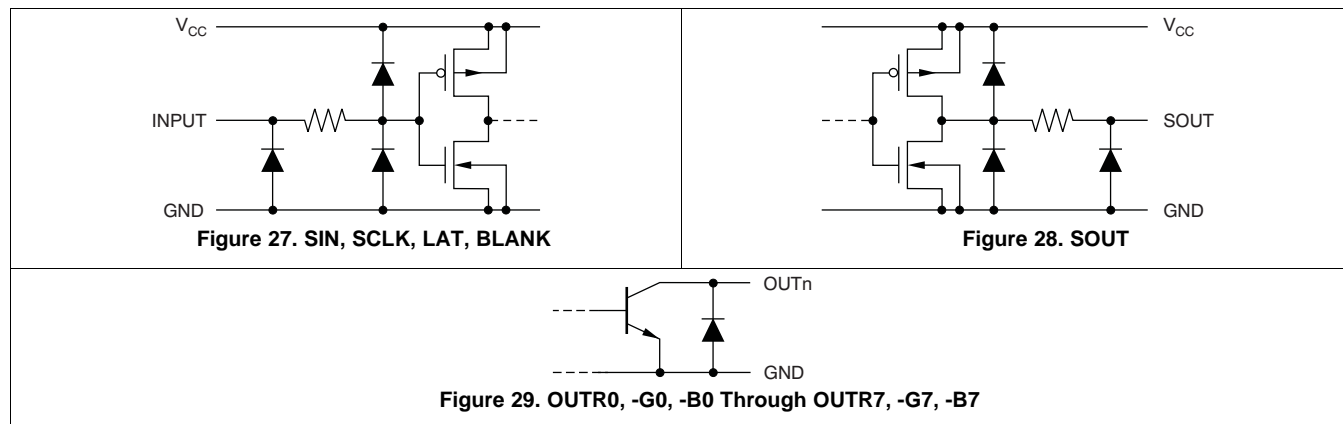 VCC
INPUT
GND
Figure 27. SIN, SCLK, LAT, BLANK
VCC
SOUT
GND
Figure 28. SOUT
OUTn
GND
Figure 29. OUTR0, -G0, -B0 Through OUTR7, -G7, -B7